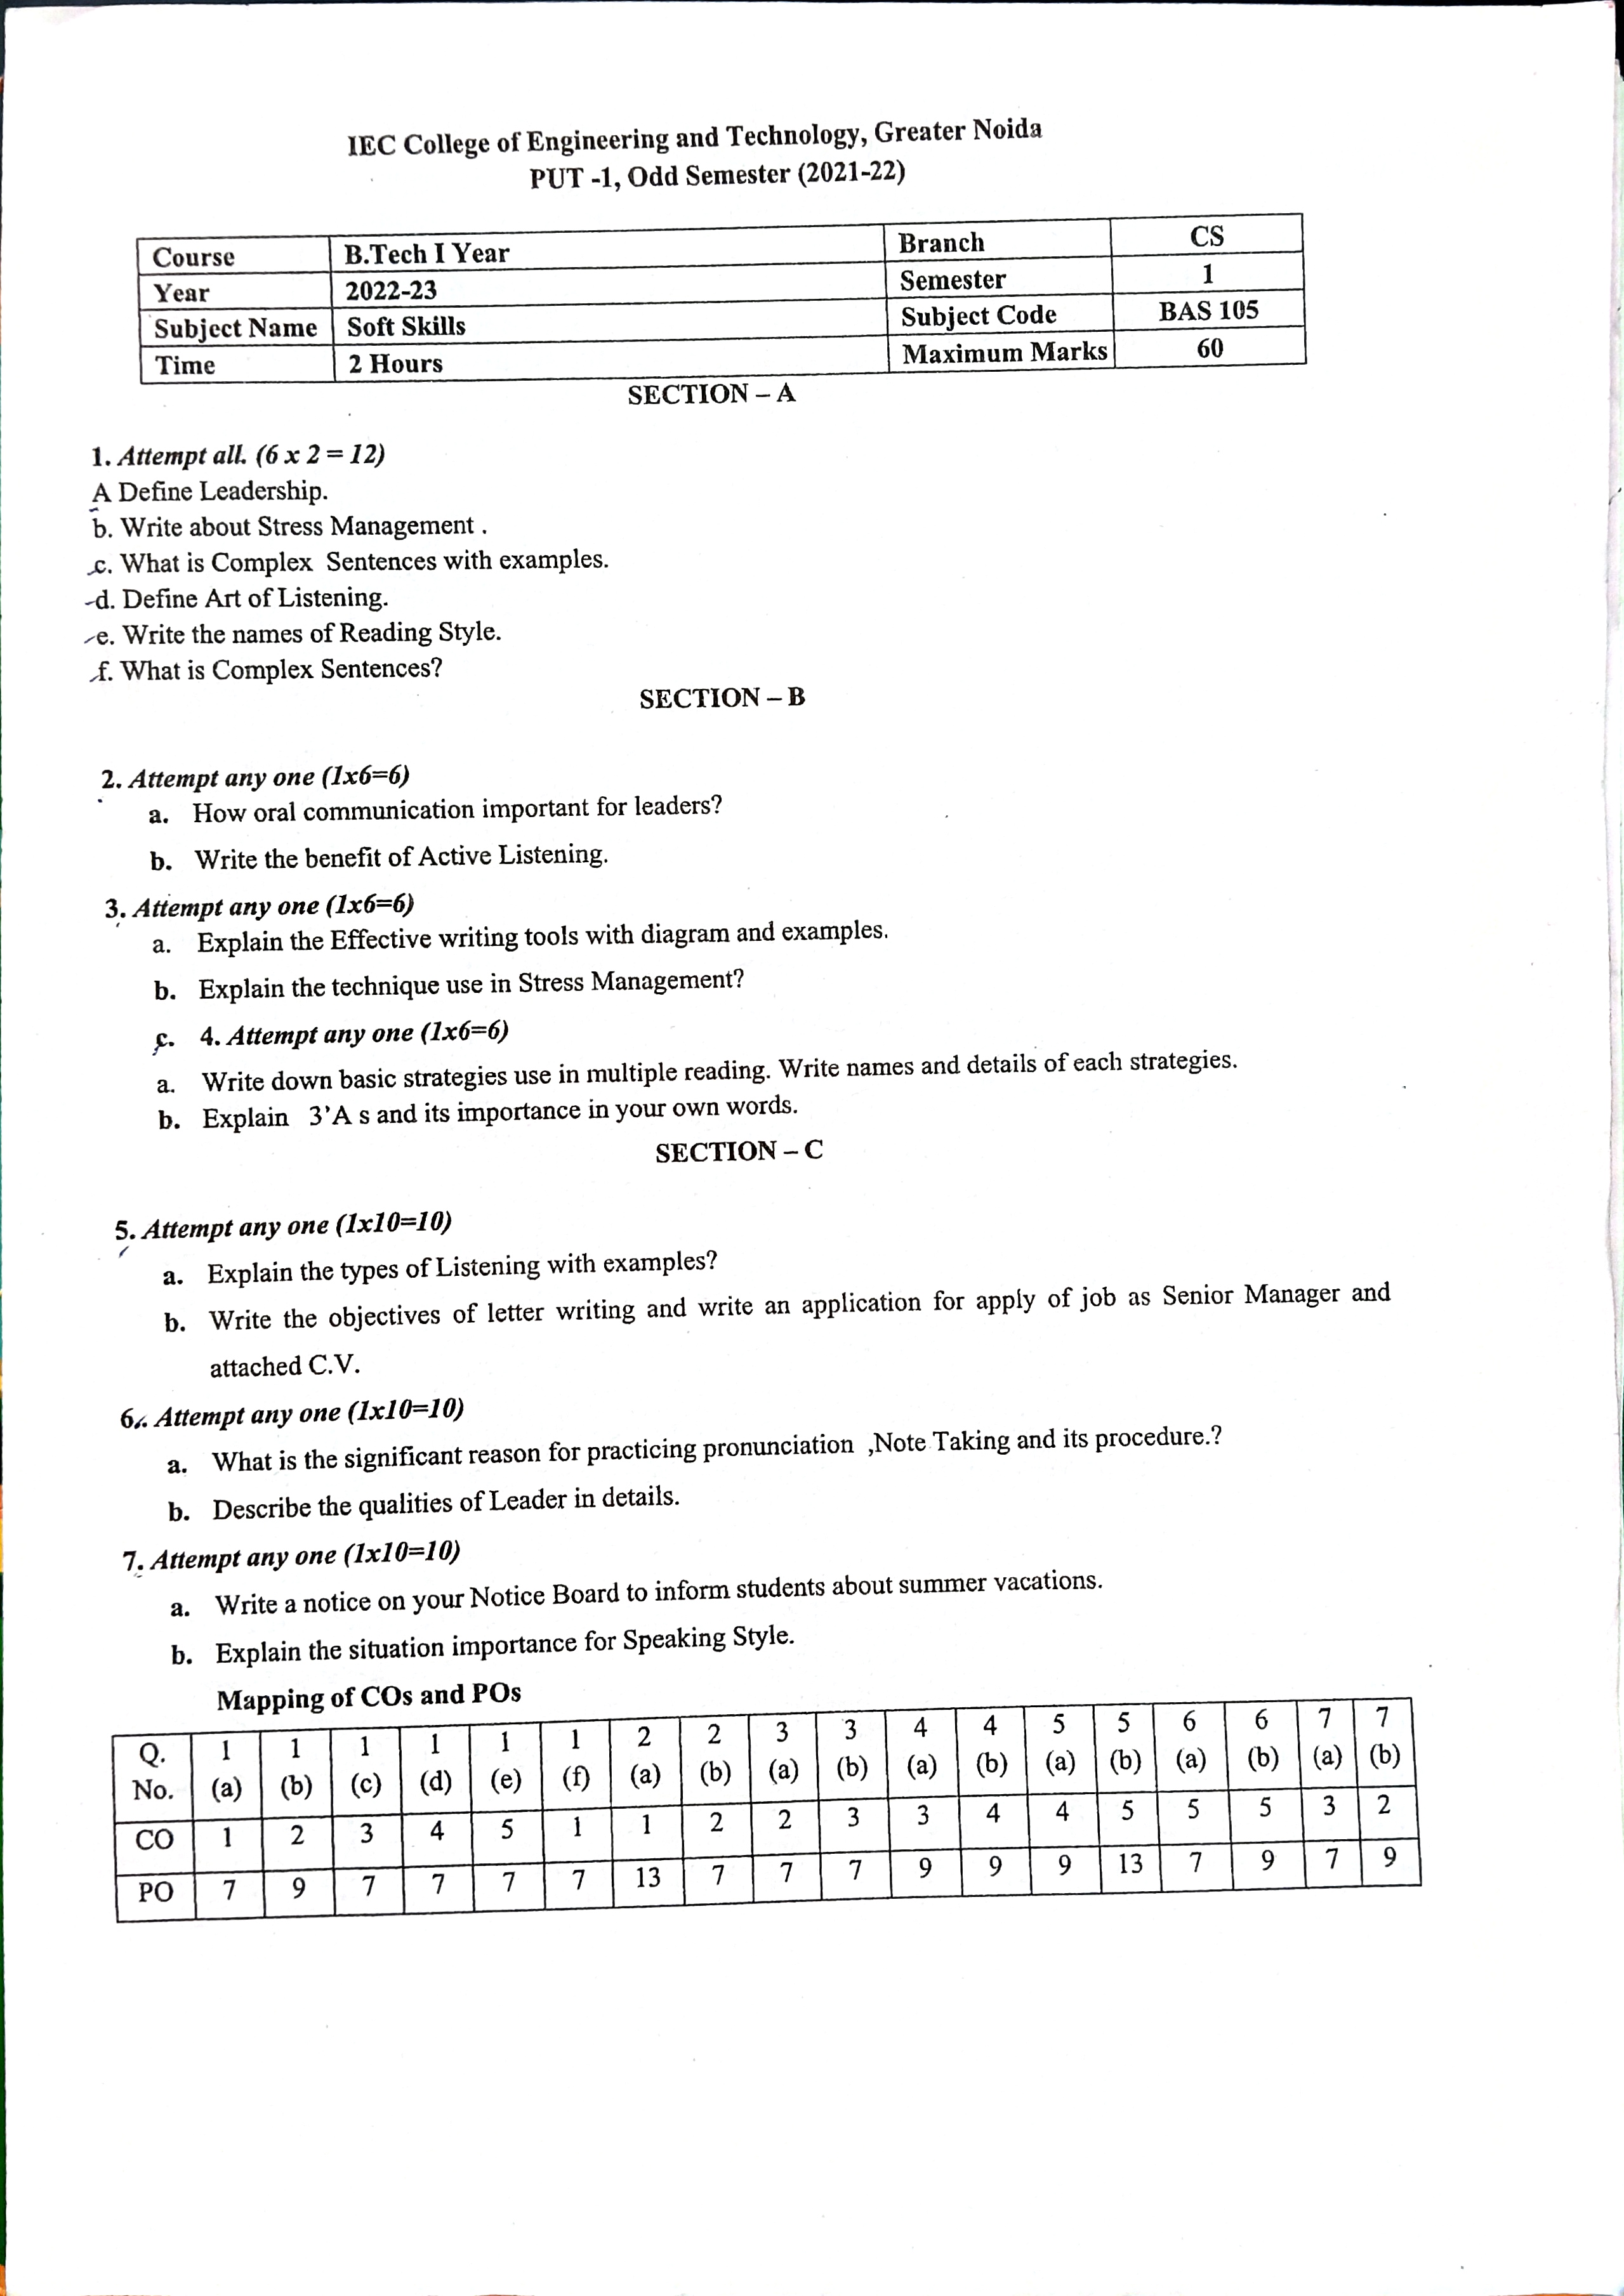 IEC College of Engineering and Technology, Greater Noida
PUT -1, Odd Semester (2021-22)
Course B.Tech I Year Branch CS
Year 2022-23 Semester 1
Subject Name Soft Skills Subject Code BAS 105
Time 2 Hours Maximum Marks 60
SECTION – A
1. Attempt all. (6 x 2 = 12)
A Define Leadership.
b. Write about Stress Management .
c. What is Complex Sentences with examples.
d. Define Art of Listening.
e. Write the names of Reading Style.
f. What is Complex Sentences?
SECTION – B
2. Attempt any one (1x6=6)
a. How oral communication important for leaders?
b. Write the benefit of Active Listening.
3. Attempt any one (1x6=6)
a. Explain the Effective writing tools with diagram and examples.
b. Explain the technique use in Stress Management?
c. 4. Attempt any one (1x6=6)
a. Write down basic strategies use in multiple reading. Write names and details of each strategies.
b. Explain 3'A s and its importance in your own words.
SECTION – C
5. Attempt any one (1x10=10)
a. Explain the types of Listening with examples?
b. Write the objectives of letter writing and write an application for apply of job as Senior Manager and
attached C.V.
6.. Attempt any one (1x10=10)
a. What is the significant reason for practicing pronunciation ,Note Taking and its procedure.?
b. Describe the qualities of Leader in details.
7. Attempt any one (1x10=10)
a. Write a notice on your Notice Board to inform students about summer vacations.
b. Explain the situation importance for Speaking Style.
Mapping of COs and POs
Q. 1 1 1 1 1 1 2 2 3 3 4 4 5 5 6 6 7 7
No. (a) (b) (c) (d) (e) (f) (a) (b) (a) (b) (a) (b) (a) (b) (a) (b) (a) (b)
CO 1 2 3 4 5 1 1 2 2 3 3 4 4 5 5 5 3 2
PO 7 9 7 7 7 7 13 7 7 7 9 9 9 13 7 9 7 9